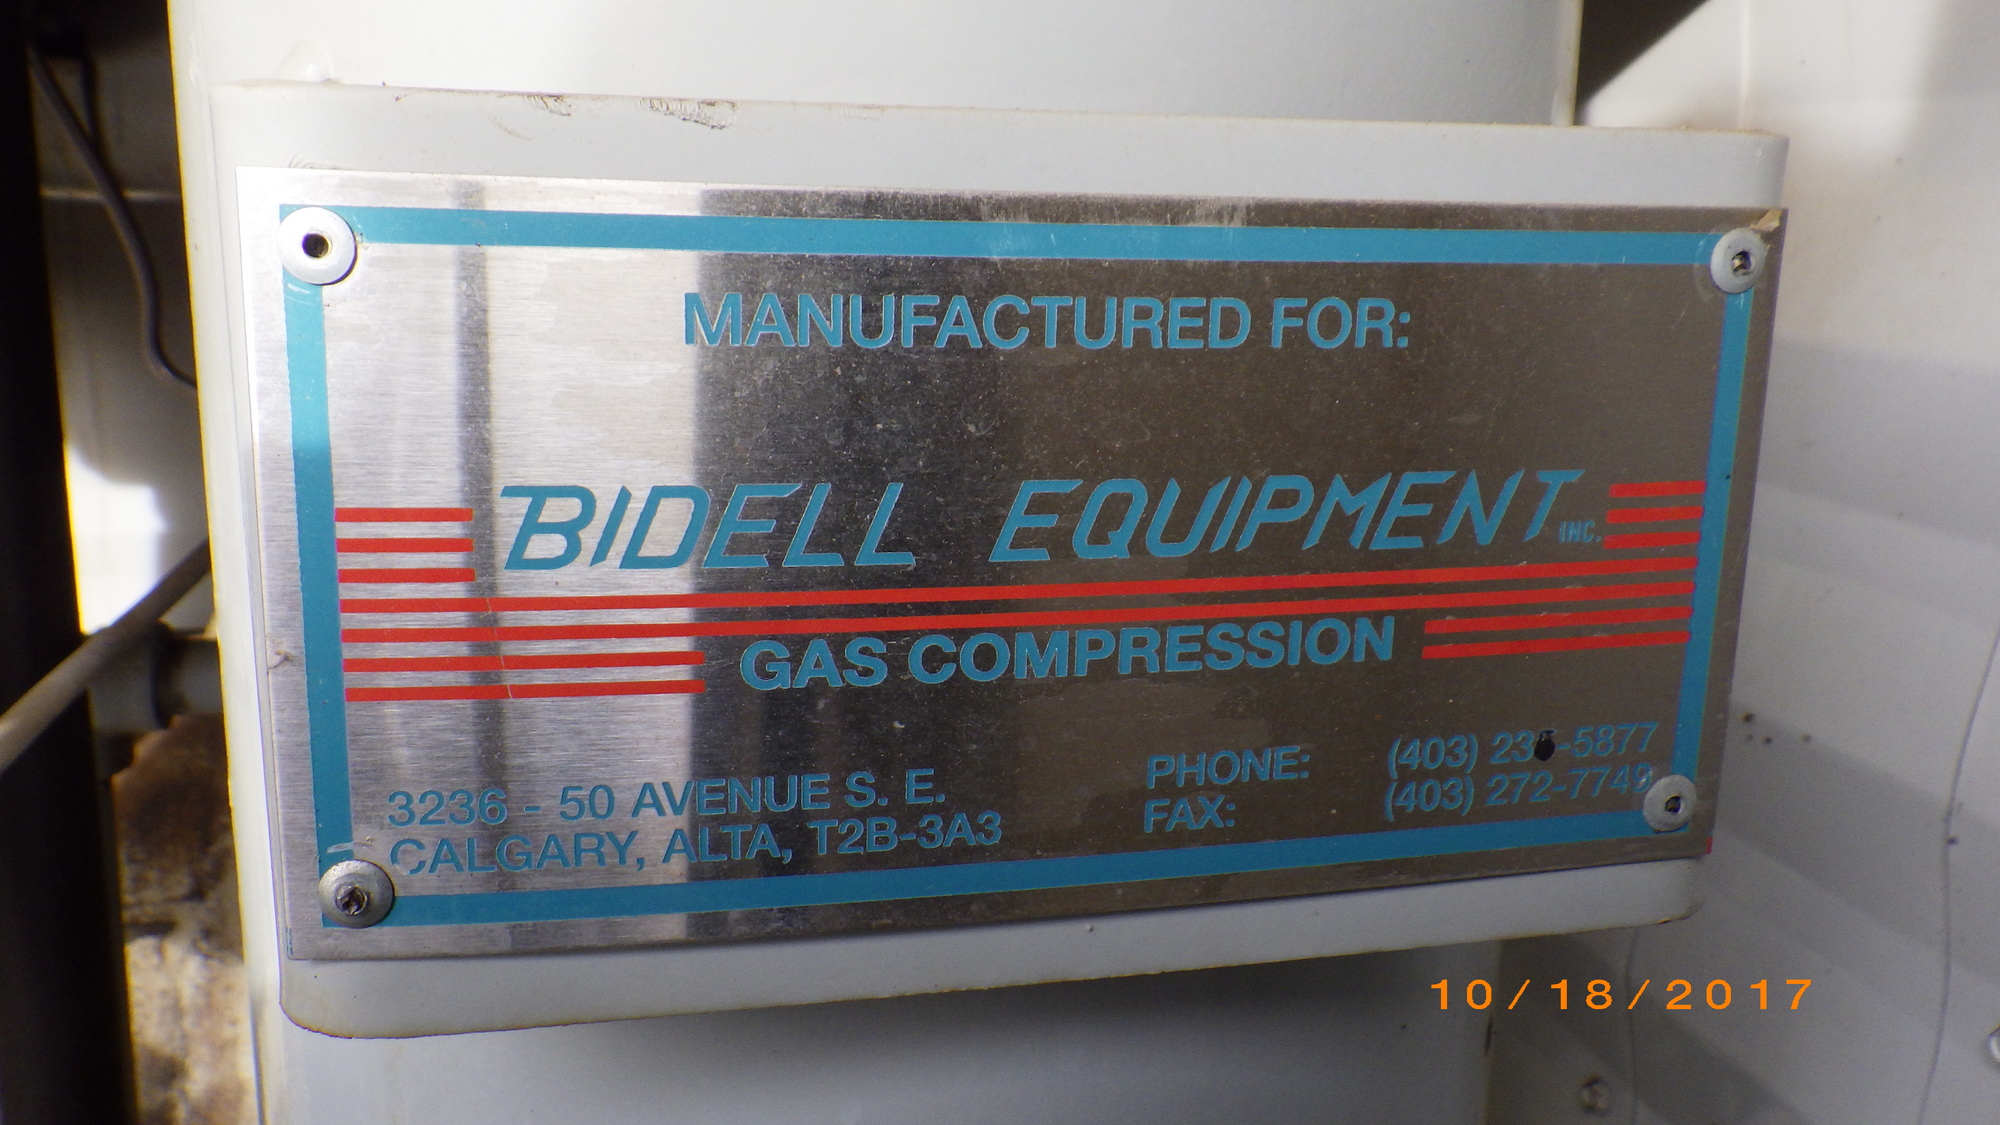 MANUFACTURED FOR:
BIDELL EQUIPMENT INC.
GAS COMPRESSION
3236 - 50 AVENUE S. E.
CALGARY, ALTA, T2B-3A3
PHONE:
FAX: (403) 272-7749
10/18/2017